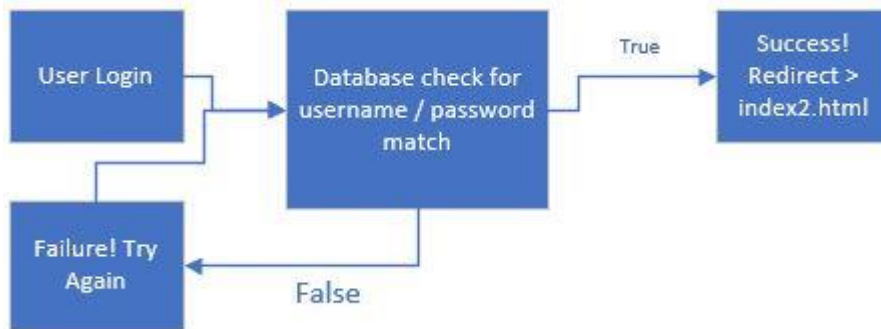 User Login
Database check for
username / password
match
True
Success!
Redirect >
index2.html
Failure! Try
Again
False